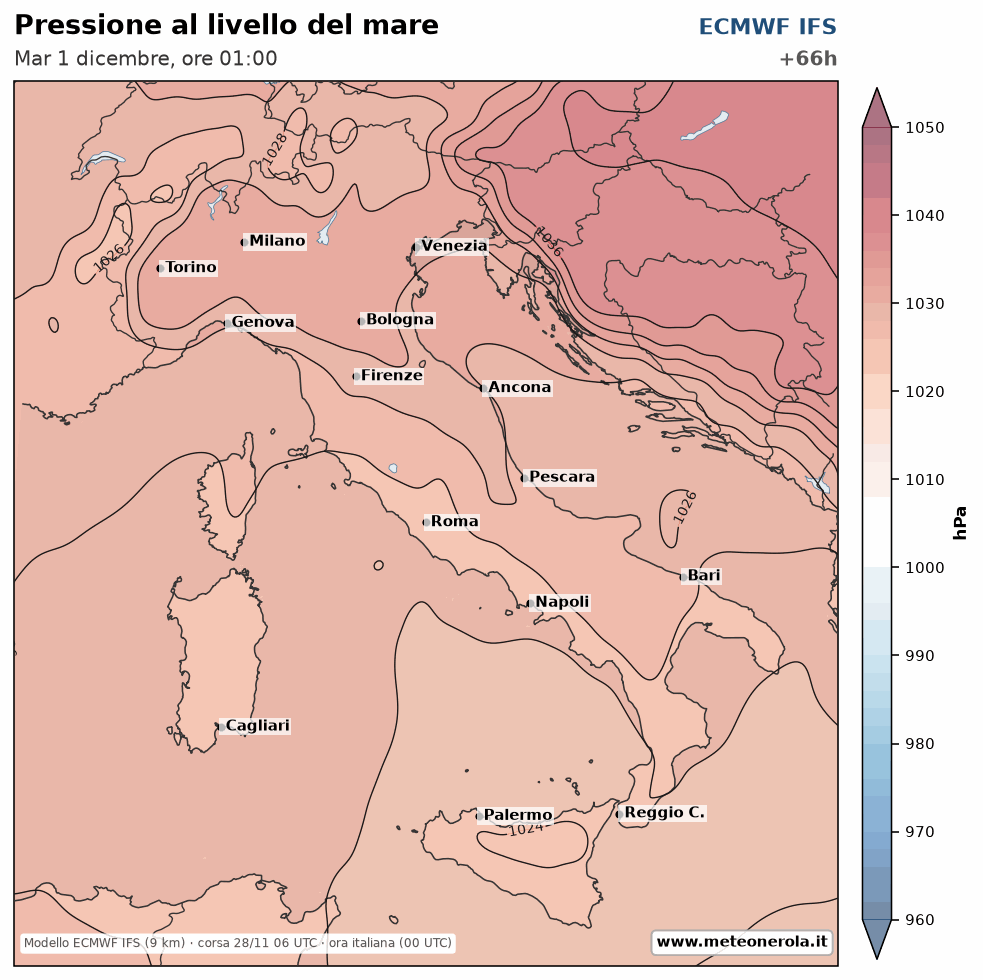 Pressione al livello del mare
ECMWF IFS
Mar 1 dicembre, ore 01:00
+66h
1028
1036
1026
Milano
Venezia
Torino
Genova
Bologna
Firenze
Ancona
Pescara
1026
Roma
Bari
Napoli
Cagliari
Palermo
Reggio C.
1024
1050
1040
1030
1020
1010
1000
990
980
970
960
hPa
Modello ECMWF IFS (9 km) · corsa 28/11 06 UTC · ora italiana (00 UTC)
www.meteonerola.it